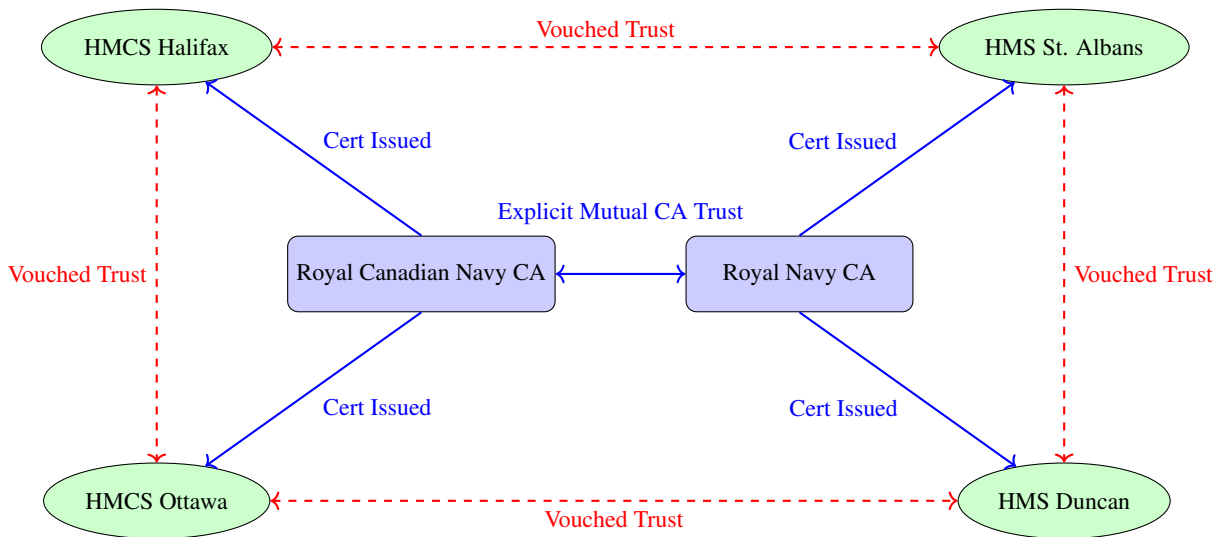 Vouched Trust
HMCS Halifax
HMS St. Albans
Cert Issued
Cert Issued
Explicit Mutual CA Trust
Vouched Trust
Royal Canadian Navy CA
Royal Navy CA
Vouched Trust
Cert Issued
Cert Issued
HMCS Ottawa
HMS Duncan
Vouched Trust